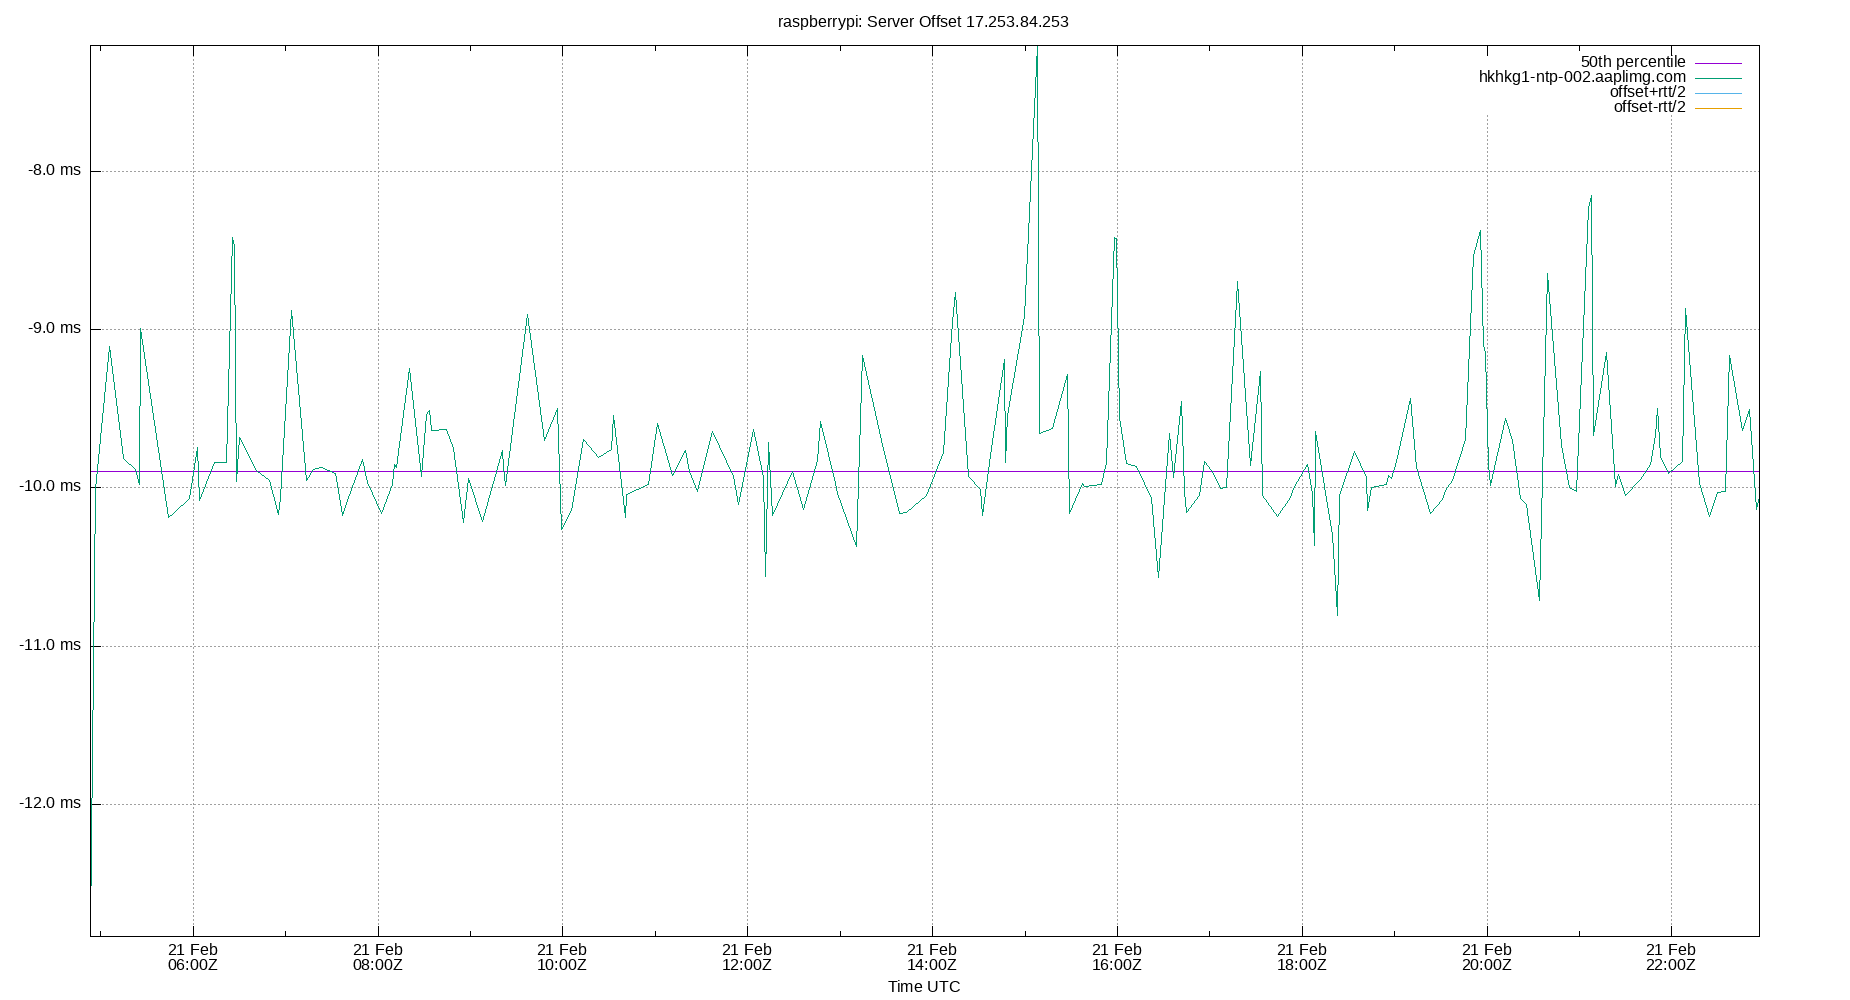 raspberrypi: Server Offset 17.253.84.253
50th percentile
hkhkg1-ntp-002.aaplimg.com
offset+rtt/2
offset-rtt/2
-8.0 ms
-9.0 ms
-10.0 ms
-11.0 ms
-12.0 ms
21 Feb 21 Feb 21 Feb 21 Feb 21 Feb 21 Feb 21 Feb 21 Feb 21 Feb
06:00Z 08:00Z 10:00Z 12:00Z 14:00Z 16:00Z 18:00Z 20:00Z 22:00Z
Time UTC